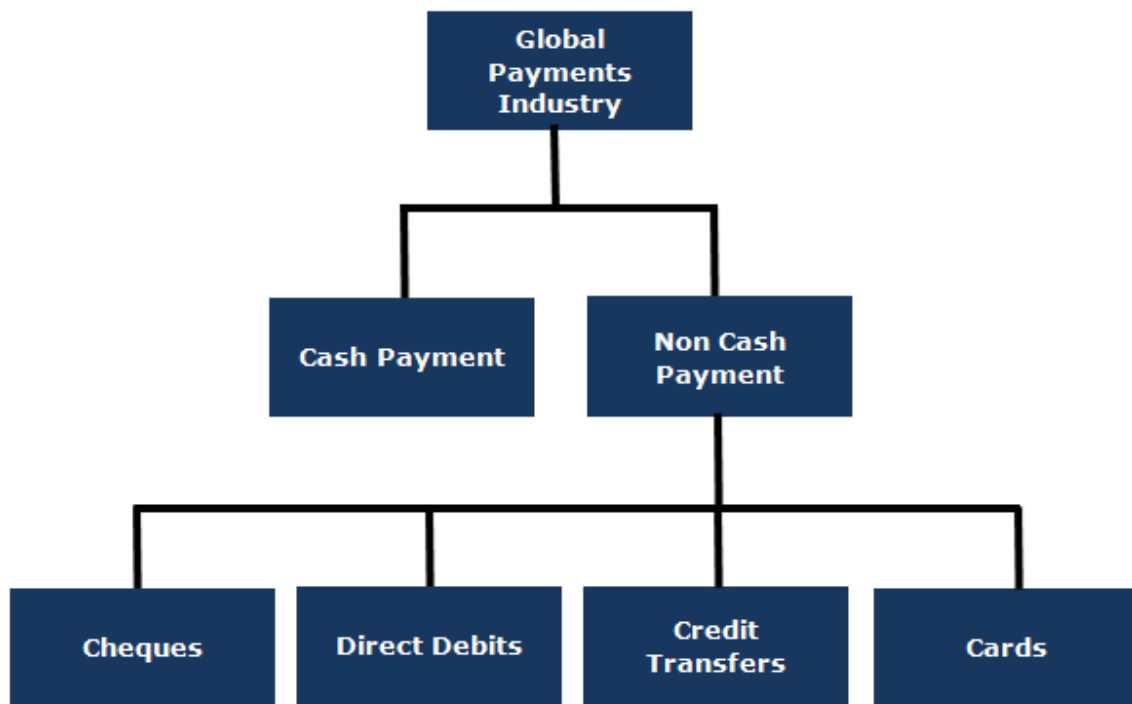 Global
Payments
Industry
Cash Payment
Non Cash
Payment
Cheques
Direct Debits
Credit
Transfers
Cards